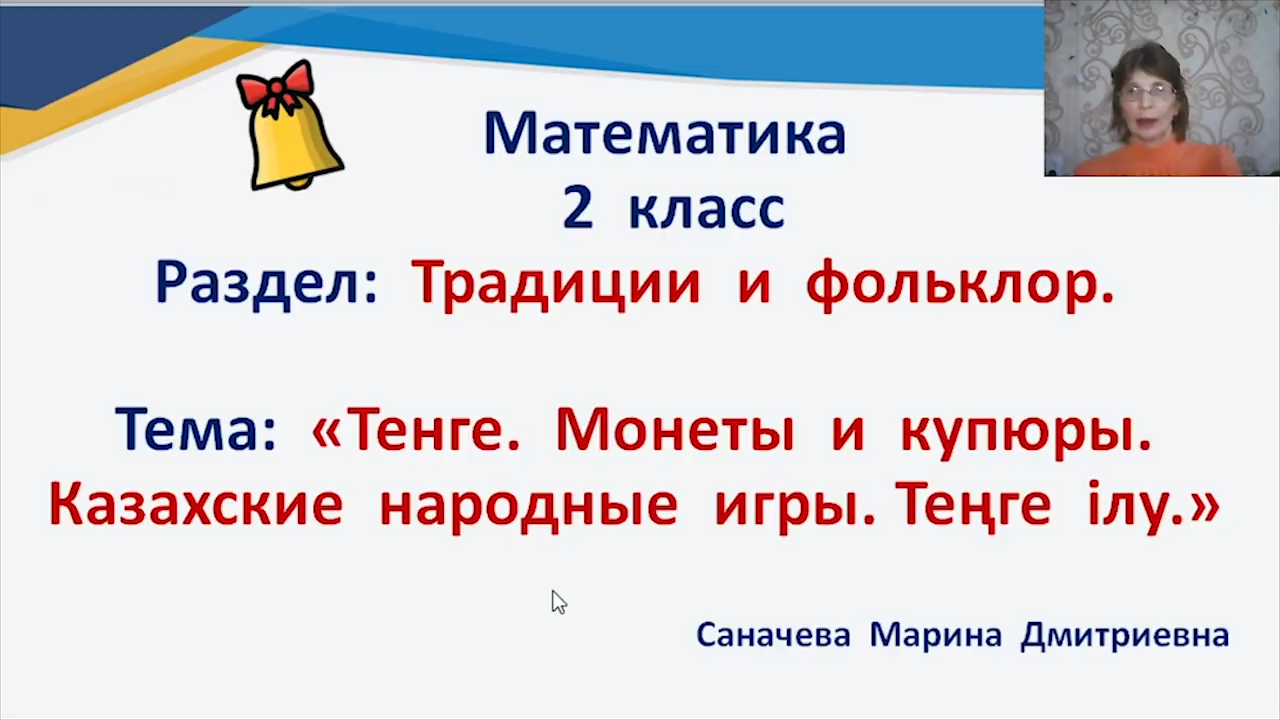 Математика
2 класс
Раздел: Традиции и фольклор.
Тема: «Тенге. Монеты и купюры.
Казахские народные игры. Теңге ілу.»
Саначева Марина Дмитриевна